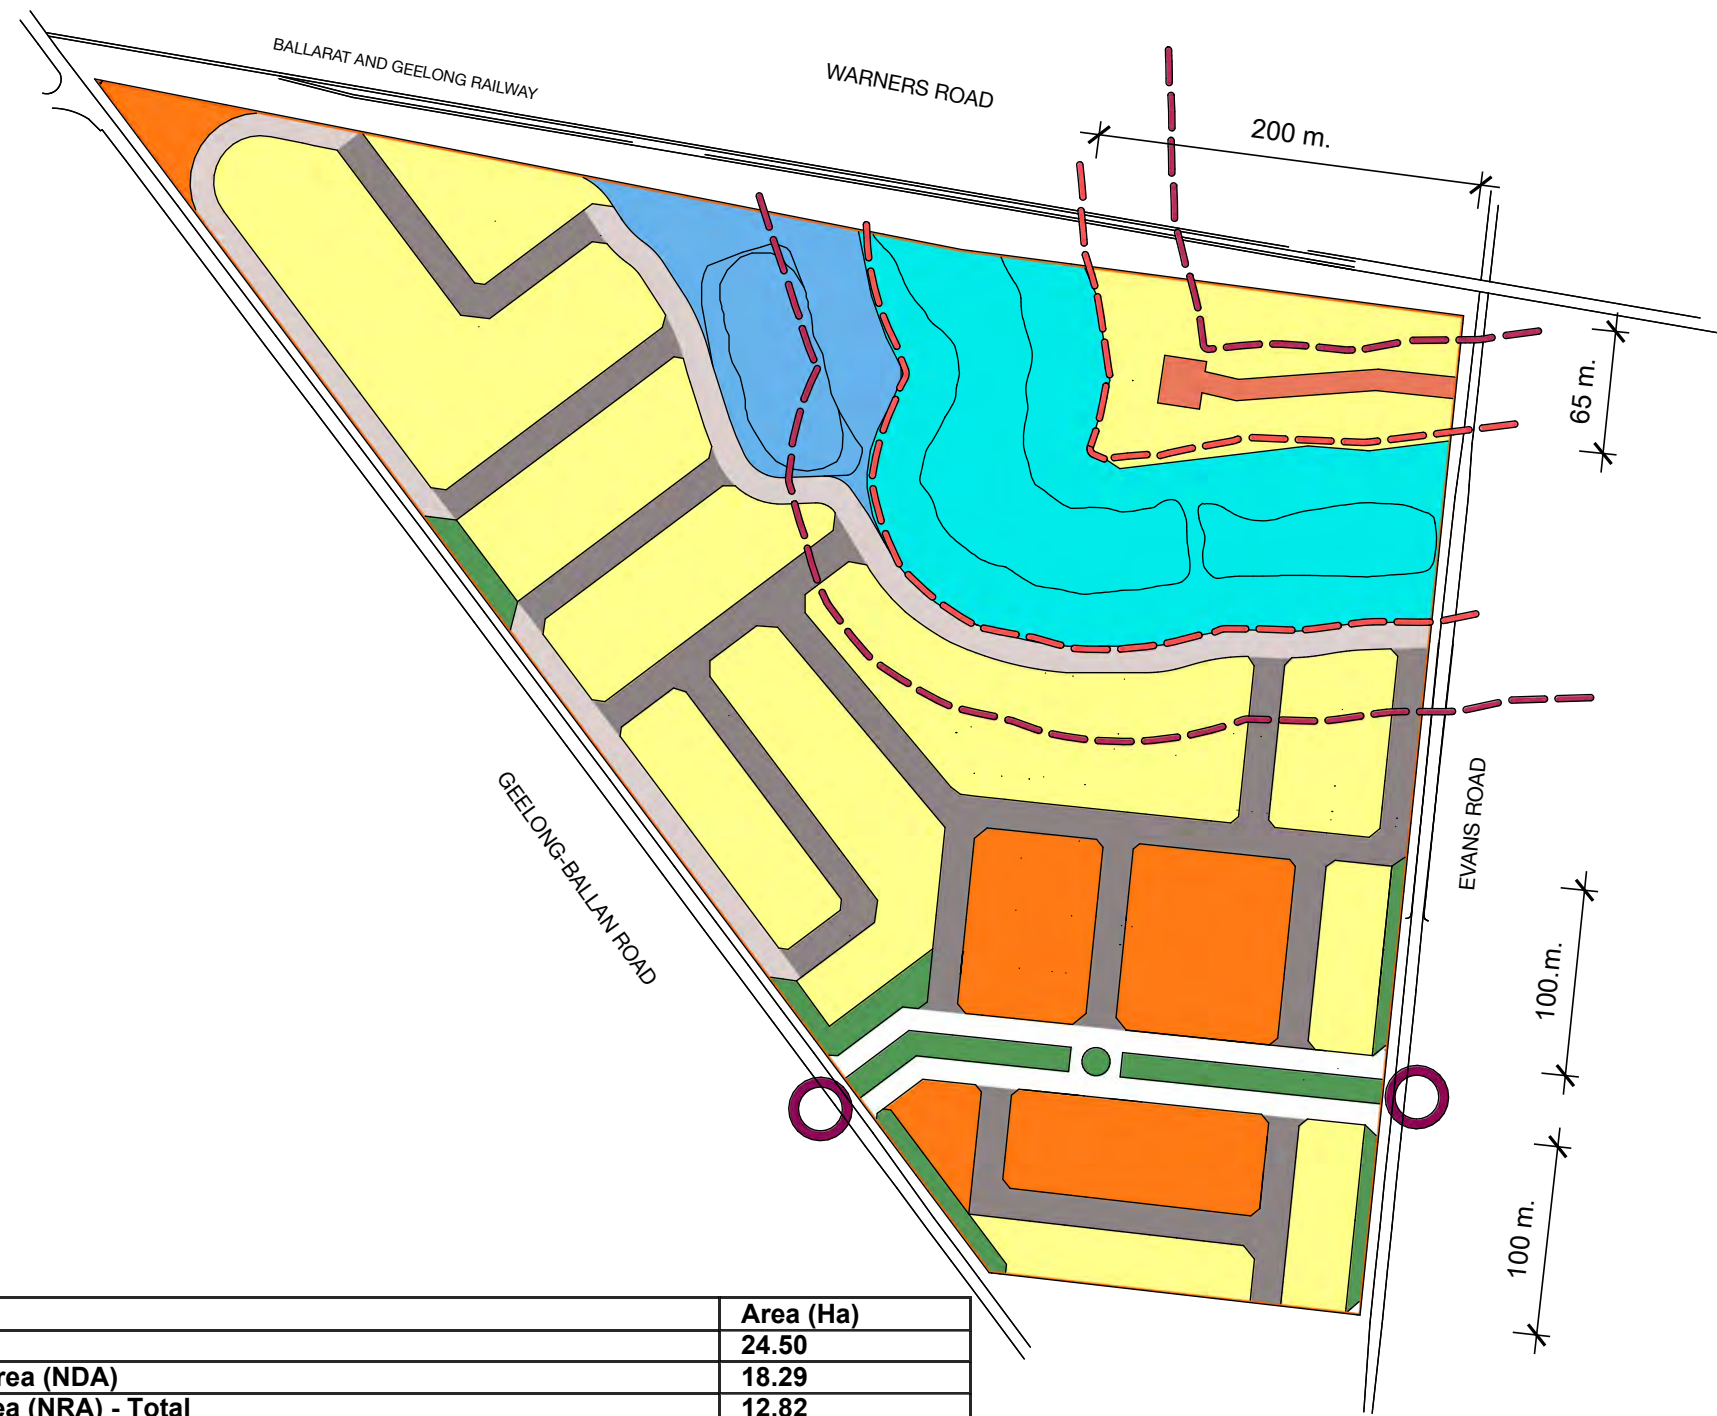 BALLARAT AND GEELONG RAILWAY
WARNERS ROAD
200 m.
65 m.
GEELONG-BALLAN ROAD
EVANS ROAD
100.m.
100 m.
Area (Ha)
24.50
rea (NDA)
18.29
ea (NRA) - Total
12.82